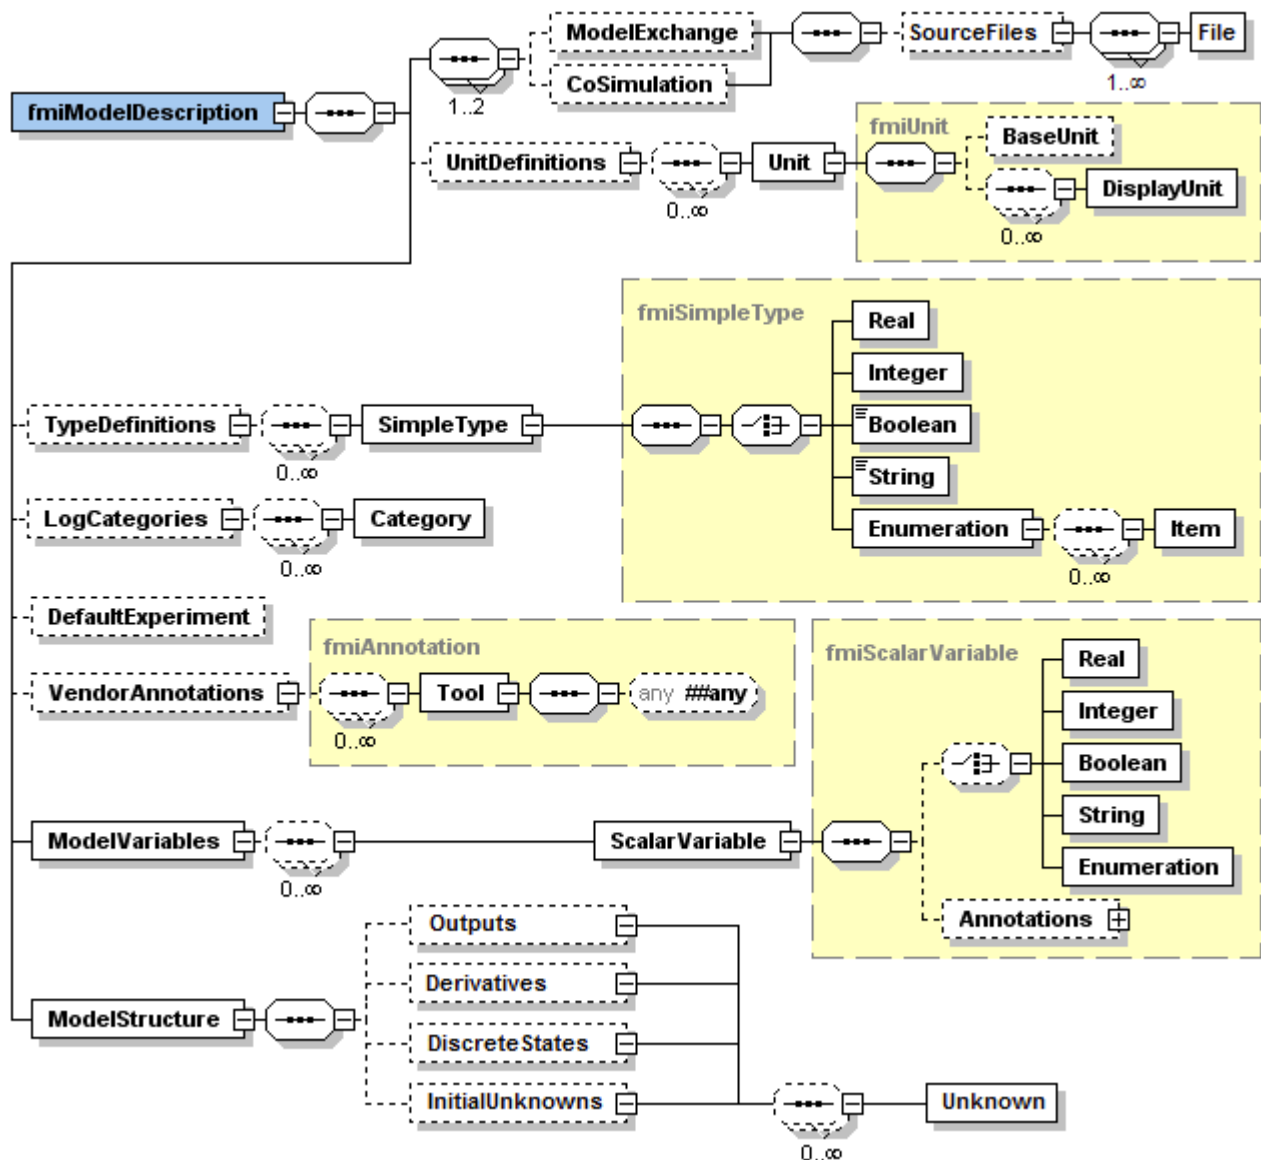 ModelExchange
SourceFiles
File
CoSimulation
1..2
1..∞
fmiModelDescription
fmiUnit
BaseUnit
UnitDefinitions
Unit
DisplayUnit
0..∞
0..∞
fmiSimpleType
Real
Integer
TypeDefinitions
SimpleType
Boolean
0..∞
String
LogCategories
Category
Enumeration
Item
0..∞
0..∞
DefaultExperiment
fmiAnnotation
fmiScalarVariable
VendorAnnotations
Tool
any ##any
0..∞
Real
Integer
Boolean
String
ModelVariables
ScalarVariable
0..∞
Enumeration
Annotations
Outputs
Derivatives
ModelStructure
DiscreteStates
InitialUnknowns
Unknown
0..∞